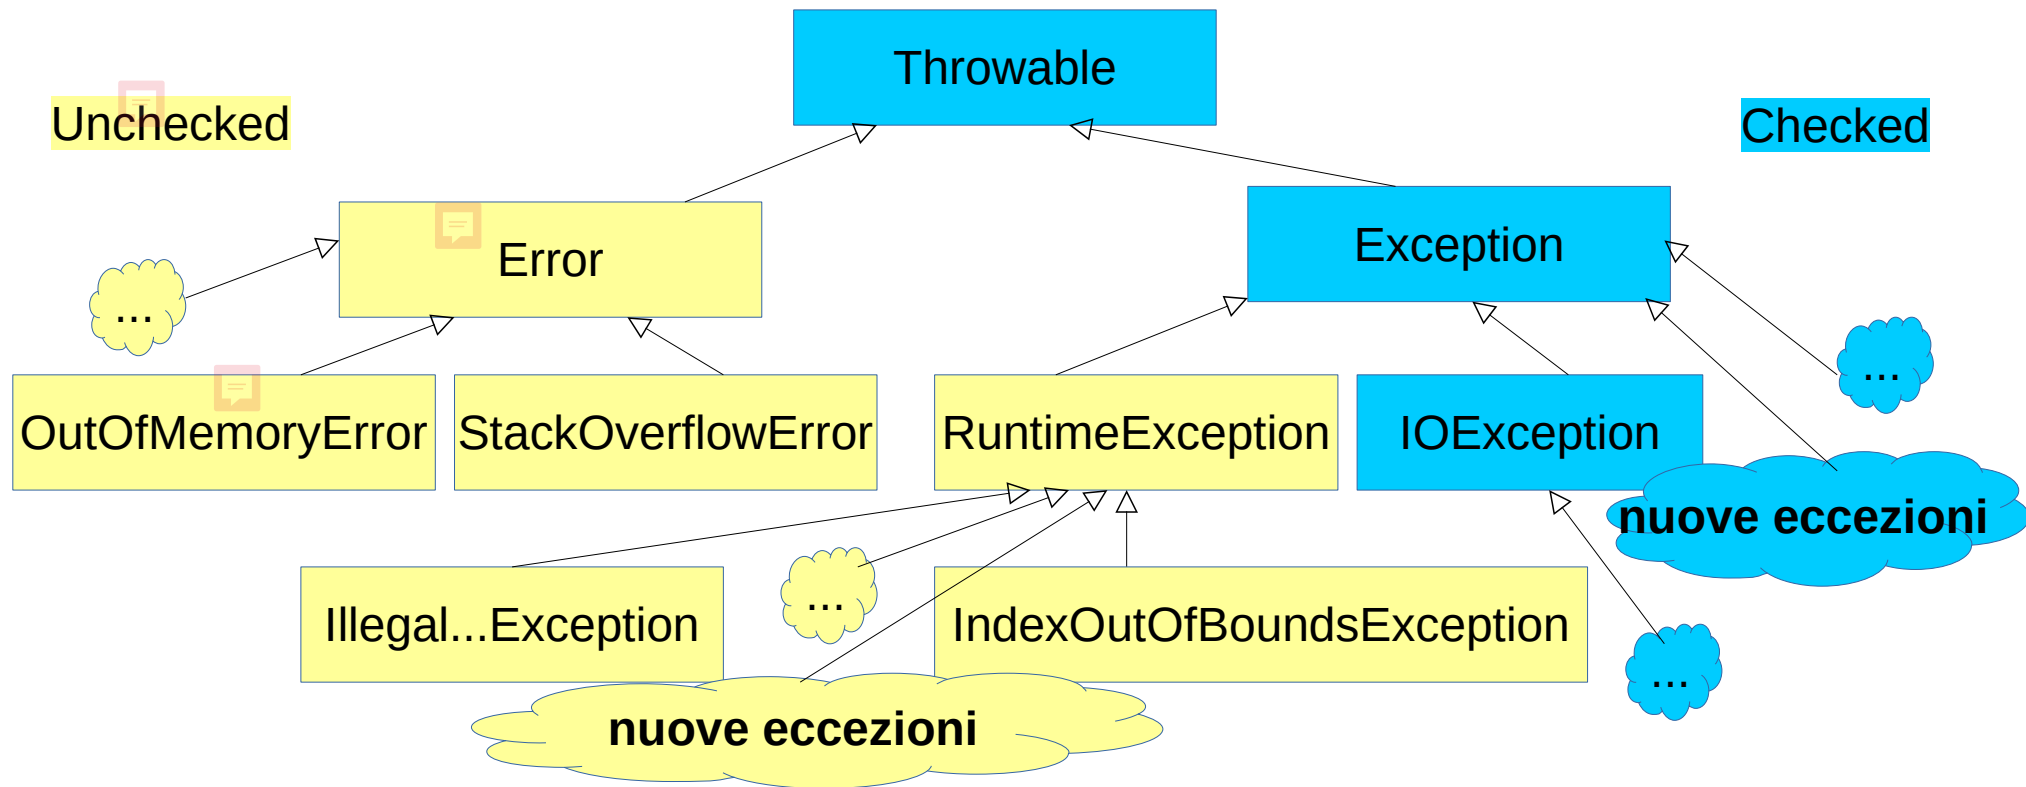 Throwable
Unchecked
Checked
Error
Exception
...
...
OutOfMemoryError
StackOverflowError
RuntimeException
IOException
nuove eccezioni
...
Illegal...Exception
IndexOutOfBoundsException
...
nuove eccezioni